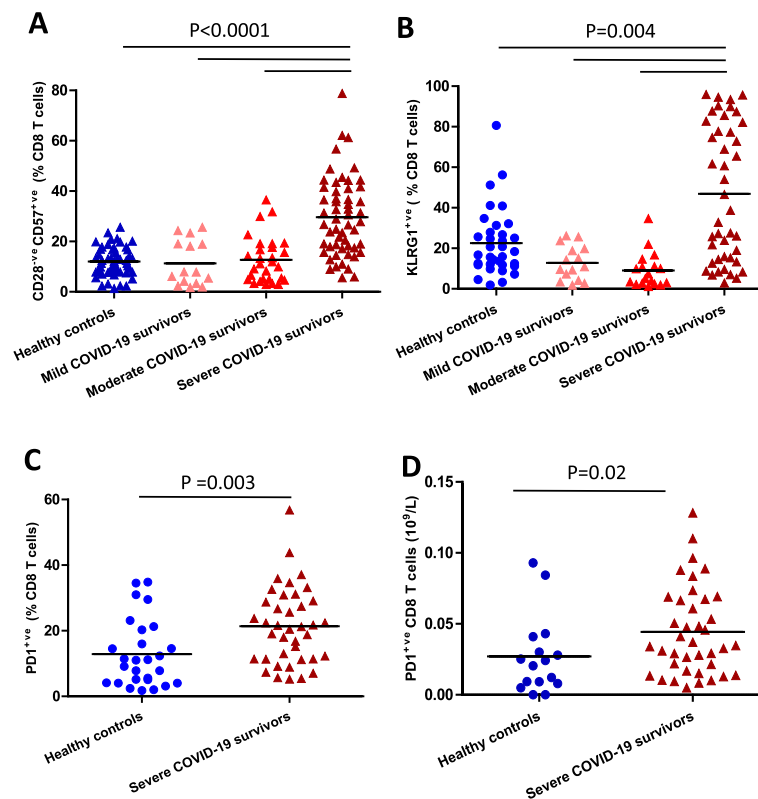 A
P<0.0001
CD28⁻ᵛᵉ CD57⁺ᵛᵉ (% CD8 T cells)
80
60
40
20
0
Healthy controls
Mild COVID-19 survivors
Moderate COVID-19 survivors
Severe COVID-19 survivors
B
P=0.004
KLRG1⁺ᵛᵉ ( % CD8 T cells)
100
80
60
40
20
0
Healthy controls
Mild COVID-19 survivors
Moderate COVID-19 survivors
Severe COVID-19 survivors
C
P =0.003
PD1⁺ᵛᵉ (% CD8 T cells)
60
40
20
0
Healthy controls
Severe COVID-19 survivors
D
P=0.02
PD1⁺ᵛᵉ CD8 T cells (10⁹/L)
0.15
0.10
0.05
0.00
Healthy controls
Severe COVID-19 survivors